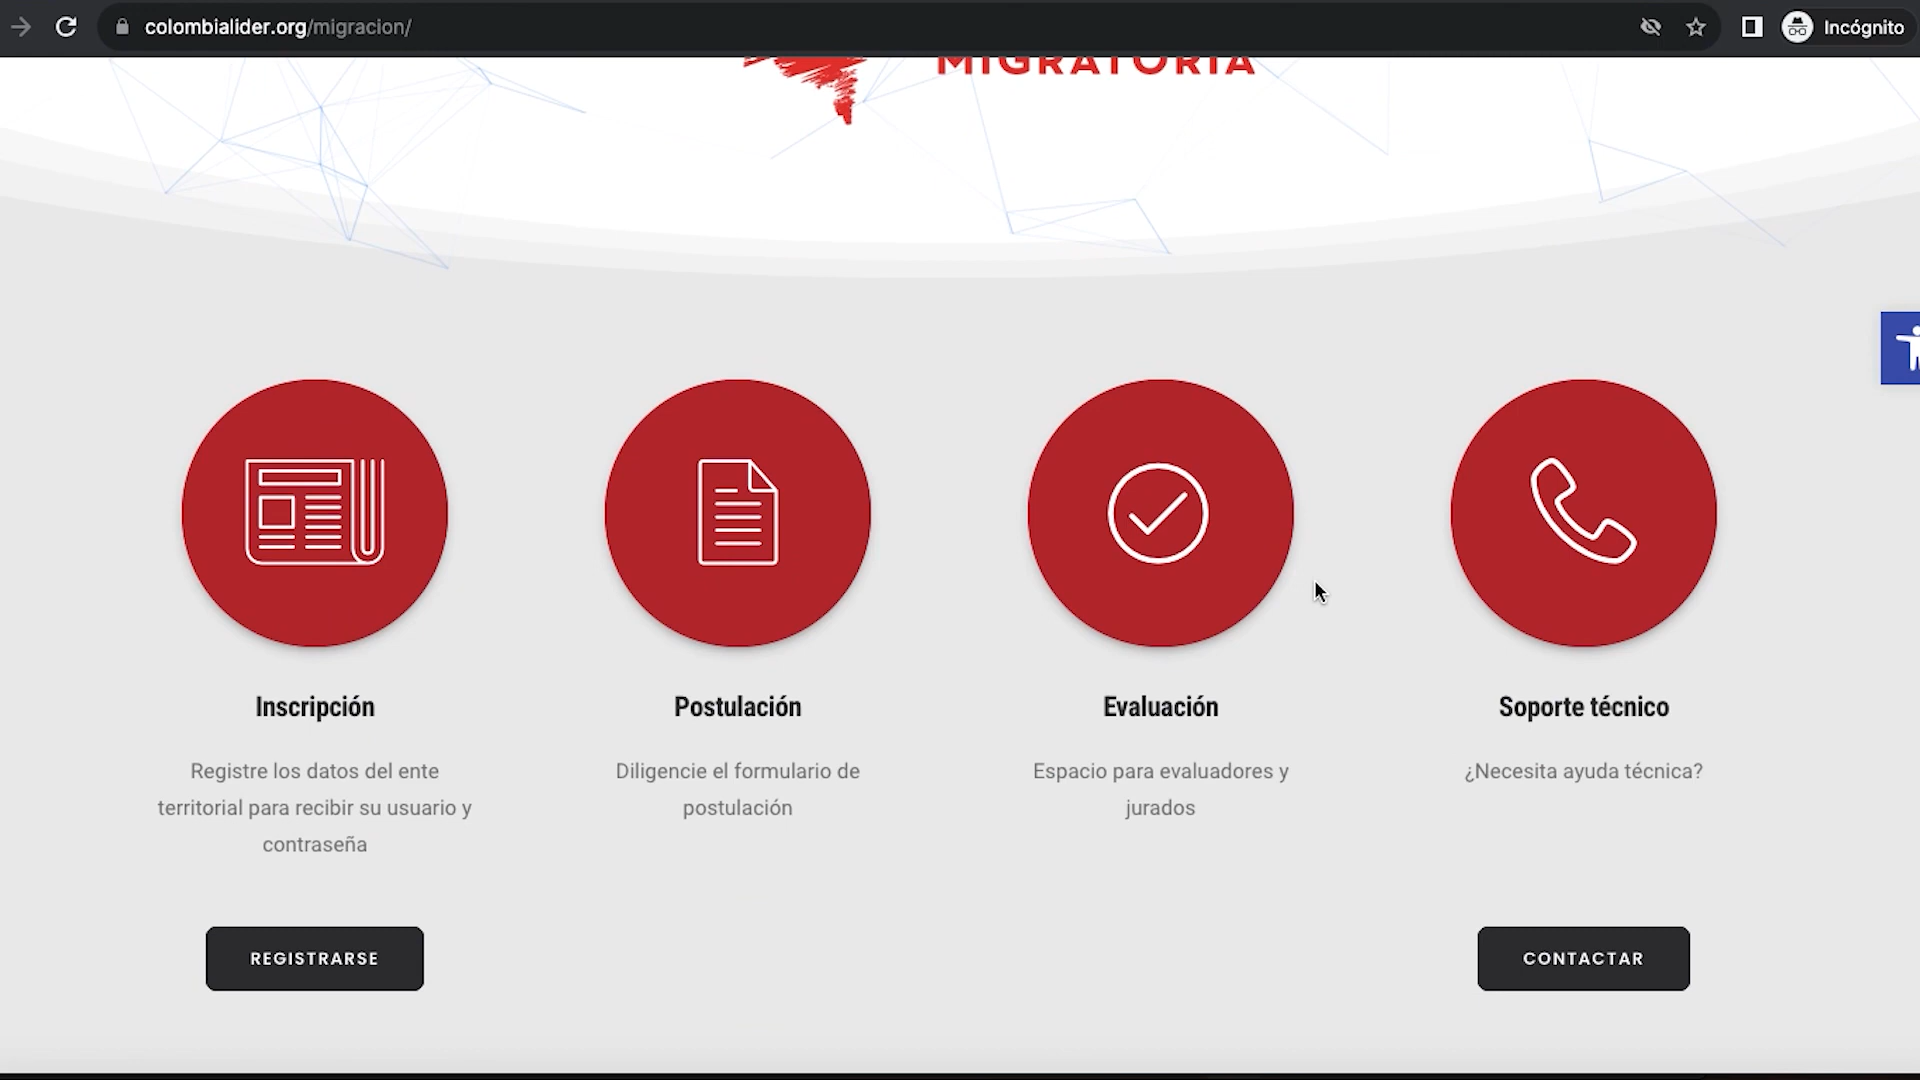 colombialider.org/migracion/
Incógnito
MIGRATORIA
Inscripción
Registre los datos del ente
territorial para recibir su usuario y
contraseña
REGISTRARSE
Postulación
Diligencie el formulario de
postulación
Evaluación
Espacio para evaluadores y
jurados
Soporte técnico
¿Necesita ayuda técnica?
CONTACTAR